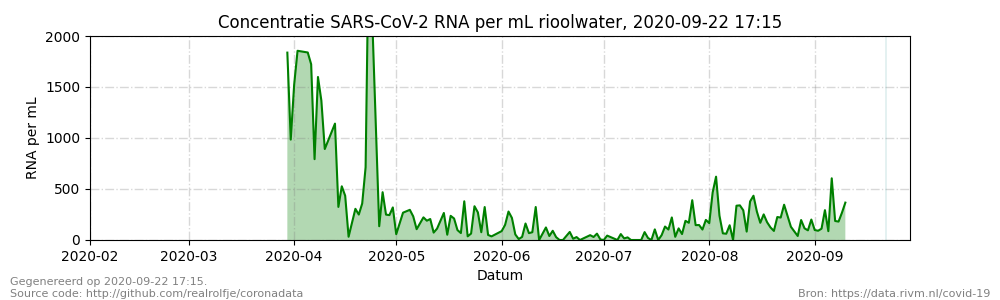 Concentratie SARS-CoV-2 RNA per mL rioolwater, 2020-09-22 17:15
2000
1500
1000
500
0
RNA per mL
2020-02 2020-03 2020-04 2020-05 2020-06 2020-07 2020-08 2020-09
Datum
Gegenereerd op 2020-09-22 17:15.
Source code: http://github.com/realrolfje/coronadata
Bron: https://data.rivm.nl/covid-19